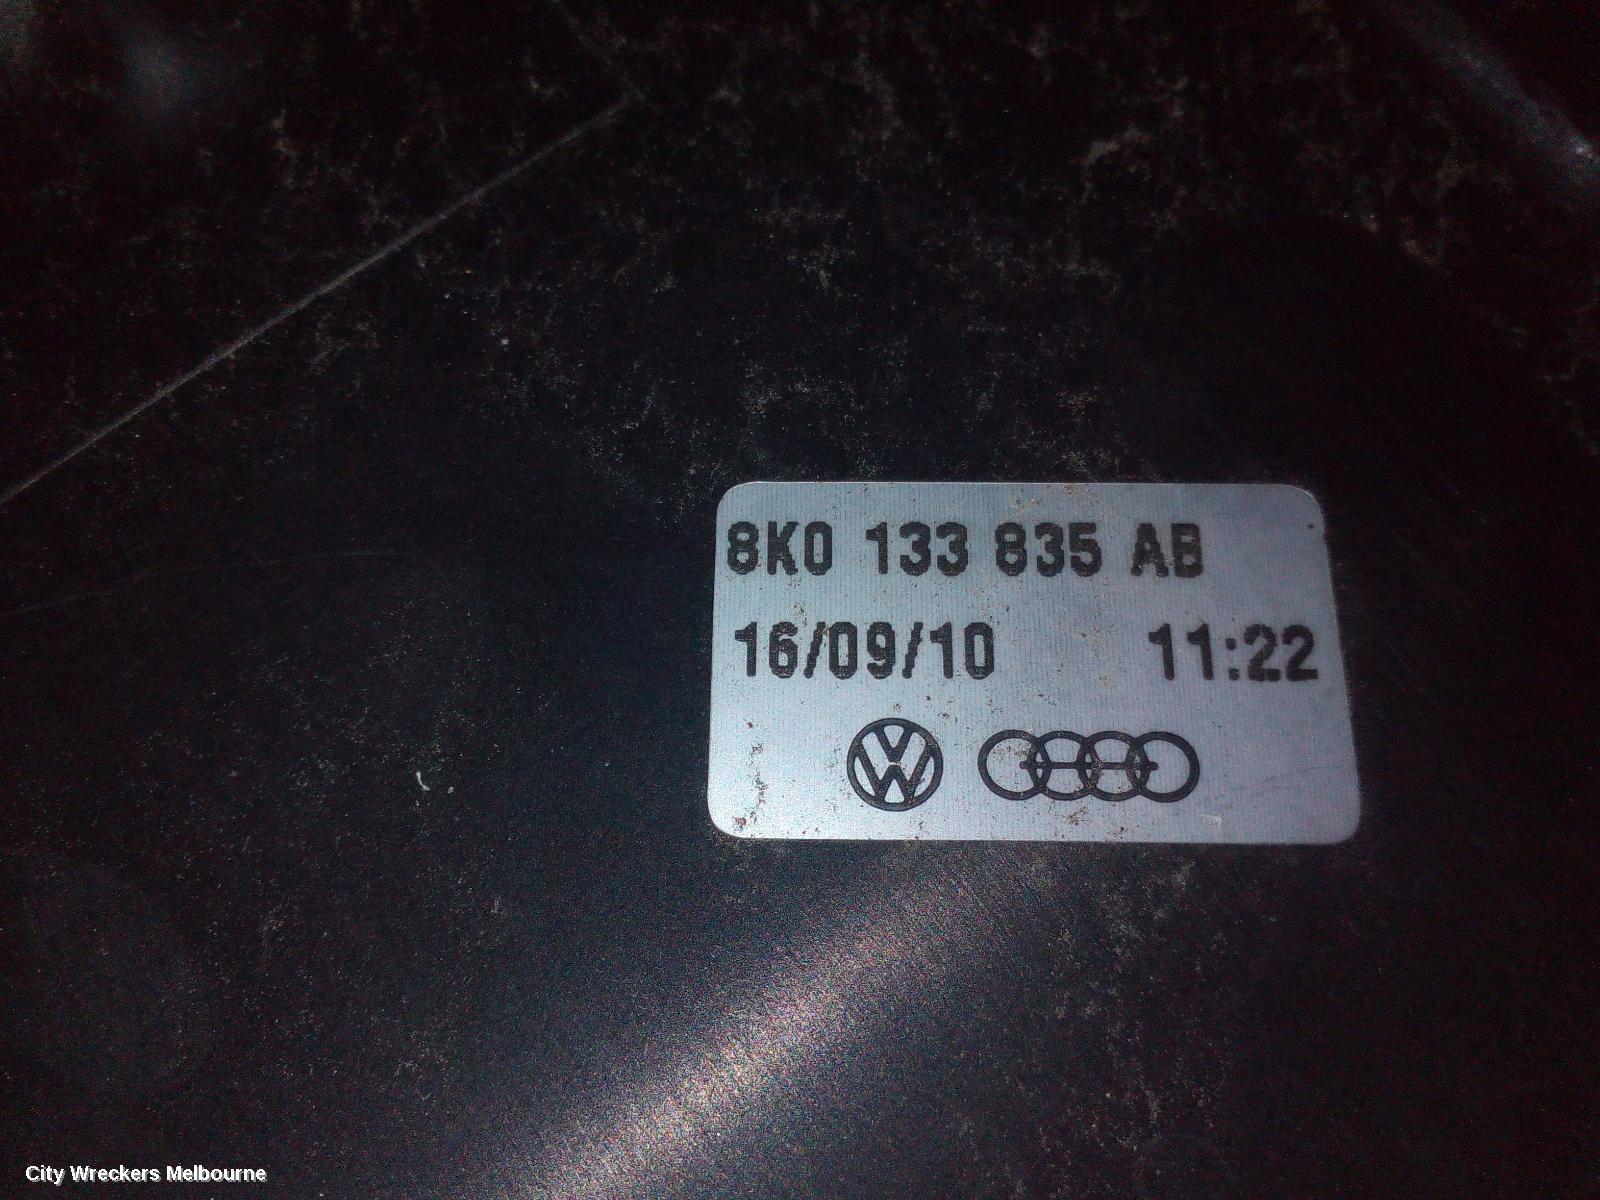 8K0 133 835 AB
16/09/10 11:22
City Wreckers Melbourne